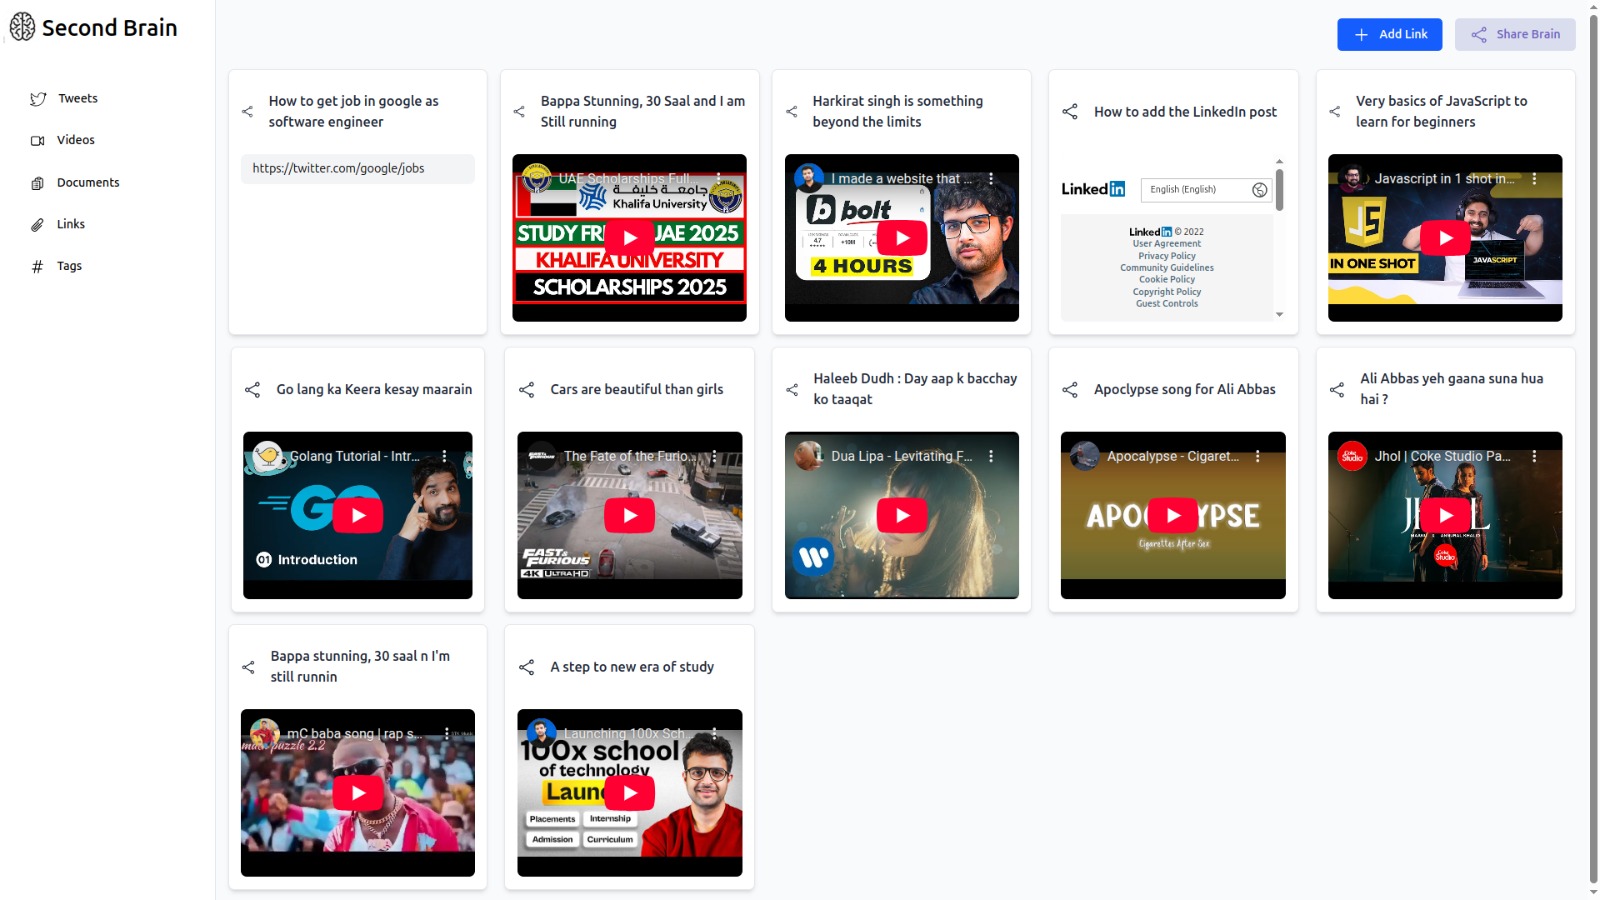 Second Brain
Add Link
Share Brain
Tweets
Videos
Documents
Links
Tags
How to get job in google as
software engineer
https://twitter.com/google/jobs
Bappa Stunning, 30 Saal and I am
Still running
UAE Scholarships Full
جامعة خليفة
Khalifa University
STUDY FR UAE 2025
KHALIFA UNIVERSITY
SCHOLARSHIPS 2025
Harkirat singh is something
beyond the limits
I made a website that ...
bolt
47
4 HOURS
How to add the LinkedIn post
LinkedIn
English (English)
LinkedIn © 2022
User Agreement
Privacy Policy
Community Guidelines
Cookie Policy
Copyright Policy
Guest Controls
Very basics of JavaScript to
learn for beginners
Javascript in 1 shot in...
JS
IN ONE SHOT
JAVASCRIPT
Go lang ka Keera kesay maarain
Golang Tutorial - Intr...
GO
01 Introduction
Cars are beautiful than girls
The Fate of the Furio...
FAST &
FURIOUS
4K ULTRA HD
Haleeb Dudh : Day aap k bacchay
ko taaqat
Dua Lipa - Levitating F...
Apoclypse song for Ali Abbas
Apocalypse - Cigaret...
APOC YPSE
Cigarettes After Sex
Ali Abbas yeh gaana suna hua
hai ?
Coke
Studio
Jhol | Coke Studio Pa...
JHOL
MAANU X ANNURAL KHALID
Coke
Studio
Bappa stunning, 30 saal n I'm
still runnin
mC baba song | rap s...
puzzle 2.2
A step to new era of study
Launching 100x Sch...
100x school
of technology
Laun
Placements
Internship
Admission
Curriculum